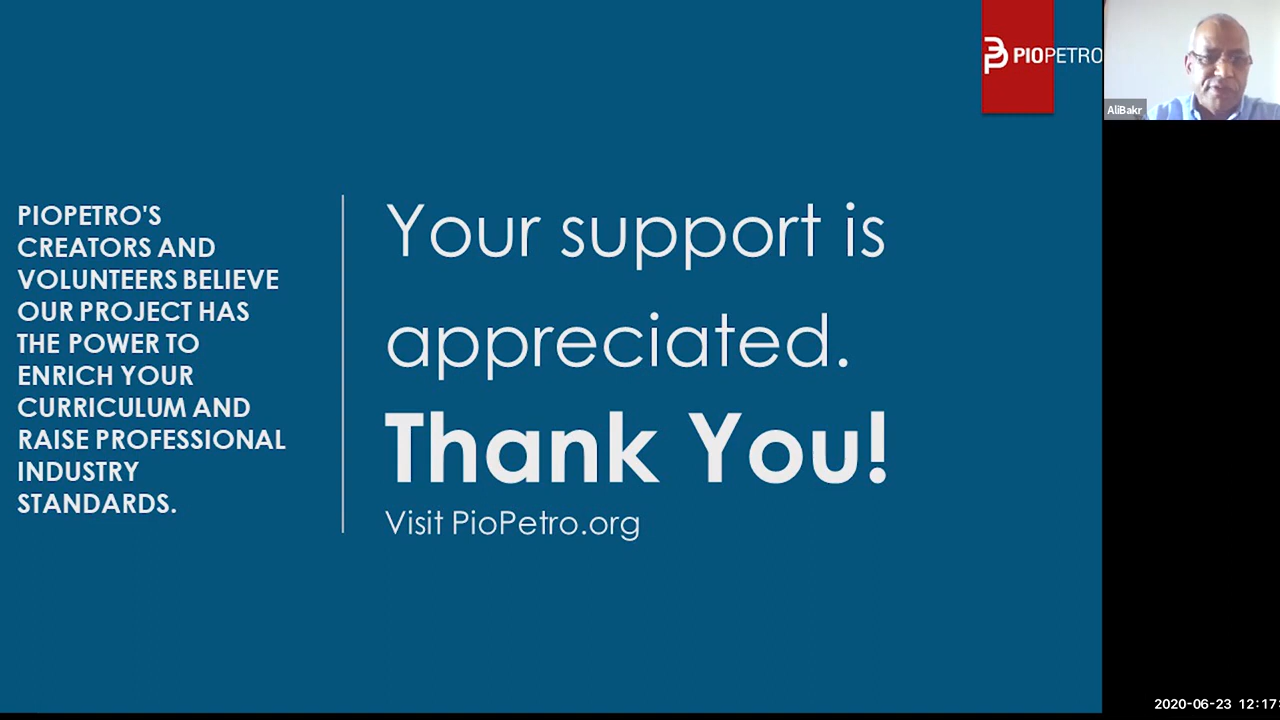 PIOPETRO
AliBakr
PIOPETRO'S
CREATORS AND
VOLUNTEERS BELIEVE
OUR PROJECT HAS
THE POWER TO
ENRICH YOUR
CURRICULUM AND
RAISE PROFESSIONAL
INDUSTRY
STANDARDS.
Your support is
appreciated.
Thank You!
Visit PioPetro.org
2020-06-23 12:17: